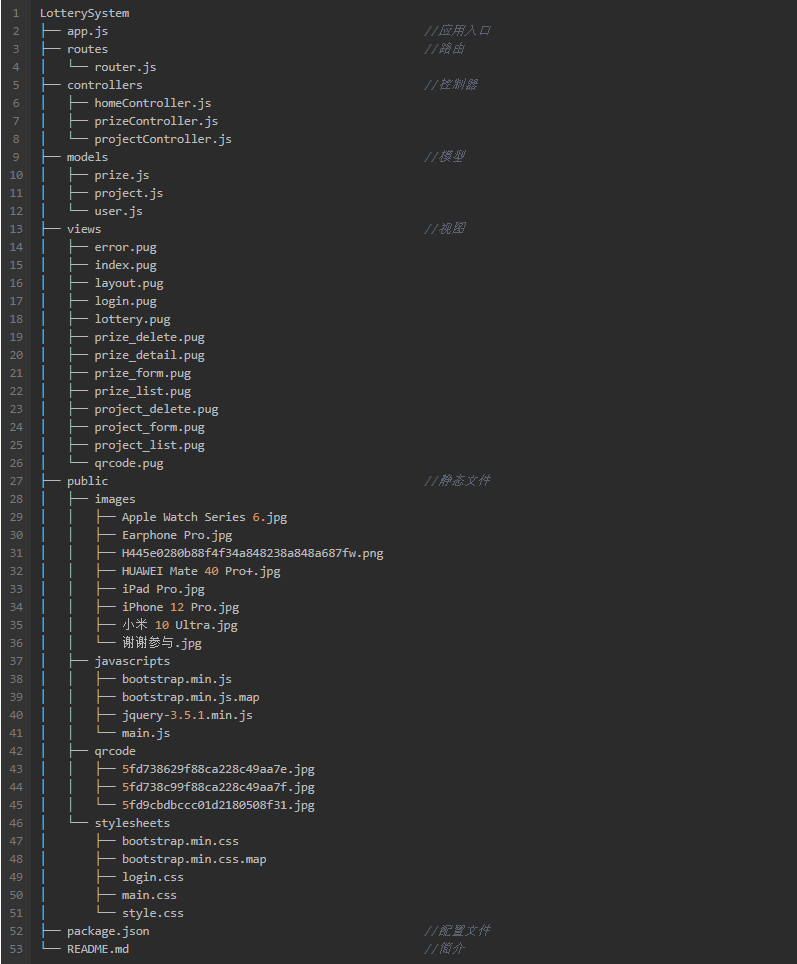 1 LotterySystem
2 ├── app.js //应用入口
3 ├── routes //路由
4 │   └── router.js
5 ├── controllers //控制器
6 │   ├── homeController.js
7 │   ├── prizeController.js
8 │   └── projectController.js
9 ├── models //模型
10 │   ├── prize.js
11 │   ├── project.js
12 │   └── user.js
13 ├── views //视图
14 │   ├── error.pug
15 │   ├── index.pug
16 │   ├── layout.pug
17 │   ├── login.pug
18 │   ├── lottery.pug
19 │   ├── prize_delete.pug
20 │   ├── prize_detail.pug
21 │   ├── prize_form.pug
22 │   ├── prize_list.pug
23 │   ├── project_delete.pug
24 │   ├── project_form.pug
25 │   ├── project_list.pug
26 │   └── qrcode.pug
27 ├── public //静态文件
28 │   ├── images
29 │   │   ├── Apple Watch Series 6.jpg
30 │   │   ├── Earphone Pro.jpg
31 │   │   ├── H445e0280b88f4f34a848238a848a687fw.png
32 │   │   ├── HUAWEI Mate 40 Pro+.jpg
33 │   │   ├── iPad Pro.jpg
34 │   │   ├── iPhone 12 Pro.jpg
35 │   │   ├── 小米 10 Ultra.jpg
36 │   │   └── 谢谢参与.jpg
37 │   ├── javascripts
38 │   │   ├── bootstrap.min.js
39 │   │   ├── bootstrap.min.js.map
40 │   │   ├── jquery-3.5.1.min.js
41 │   │   └── main.js
42 │   ├── qrcode
43 │   │   ├── 5fd738629f88ca228c49aa7e.jpg
44 │   │   ├── 5fd738c99f88ca228c49aa7f.jpg
45 │   │   └── 5fd9cbdbccc01d2180508f31.jpg
46 │   └── stylesheets
47 │       ├── bootstrap.min.css
48 │       ├── bootstrap.min.css.map
49 │       ├── login.css
50 │       ├── main.css
51 │       └── style.css
52 ├── package.json //配置文件
53 └── README.md //简介